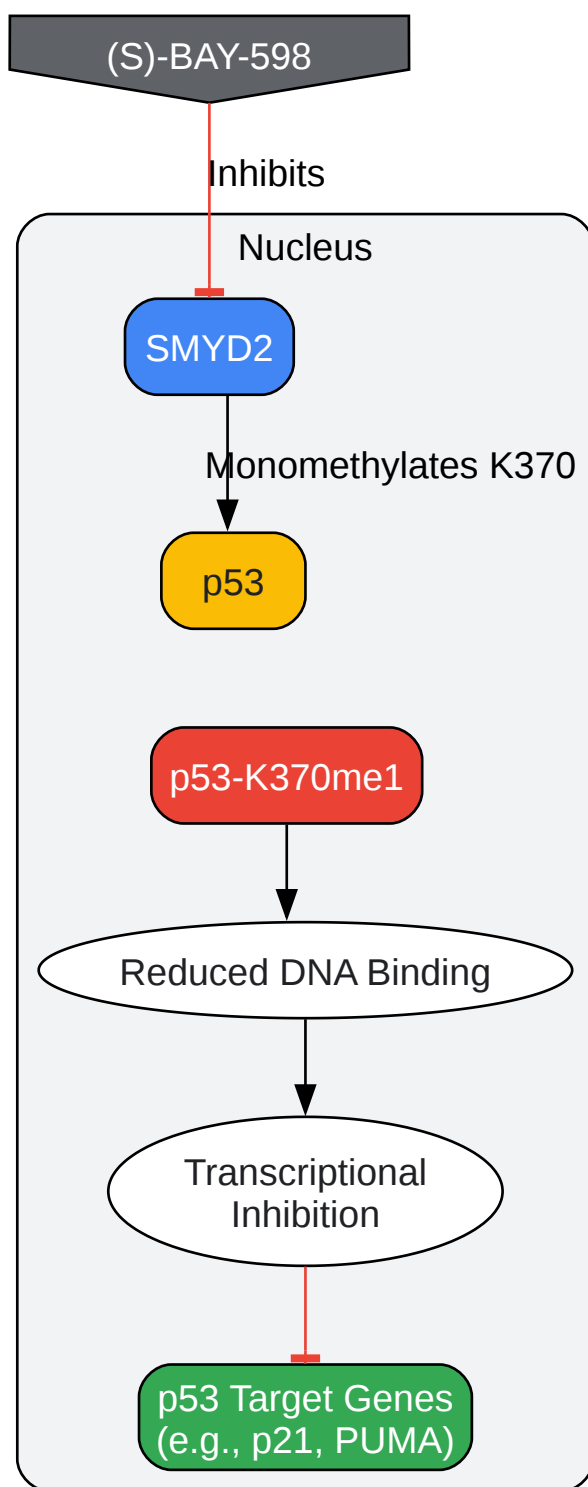 (S)-BAY-598
Inhibits
Nucleus
SMYD2
Monomethylates K370
p53
p53-K370me1
Reduced DNA Binding
Transcriptional
Inhibition
p53 Target Genes
(e.g., p21, PUMA)